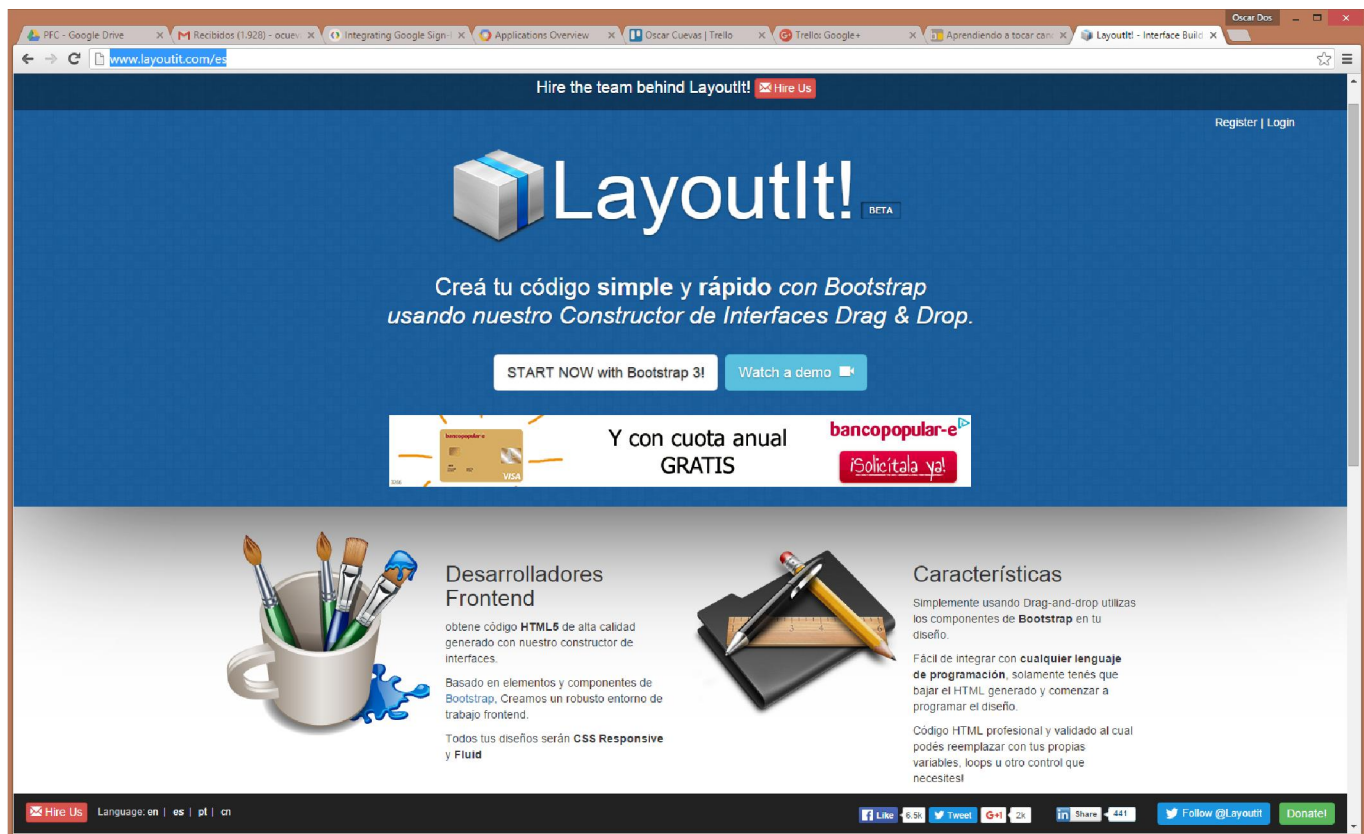 Oscar Dos
PFC - Google Drive
Recibidos (1.928) - ocuev
Integrating Google Sign-I
Applications Overview
Oscar Cuevas | Trello
Trello: Google+
Aprendiendo a tocar can
LayoutIt! - Interface Build
www.layoutit.com/es
Hire the team behind LayoutIt! Hire Us
Register | Login
LayoutIt! BETA
Creá tu código simple y rápido con Bootstrap
usando nuestro Constructor de Interfaces Drag & Drop.
START NOW with Bootstrap 3! Watch a demo
bancopopular-e
VISA
Y con cuota anual
GRATIS
bancopopular-e
¡Solicítala ya!
Desarrolladores
Frontend
obtene código HTML5 de alta calidad
generado con nuestro constructor de
interfaces.
Basado en elementos y componentes de
Bootstrap, Creamos un robusto entorno de
trabajo frontend.
Todos tus diseños serán CSS Responsive
y Fluid
Características
Simplemente usando Drag-and-drop utilizas
los componentes de Bootstrap en tu
diseño.
Fácil de integrar con cualquier lenguaje
de programación, solamente tenés que
bajar el HTML generado y comenzar a
programar el diseño.
Código HTML profesional y validado al cual
podés reemplazar con tus propias
variables, loops u otro control que
necesites!
Hire Us Language: en | es | pt | cn
Like 6.5k Tweet G+1 2k in Share 441 Follow @Layoutit Donate!